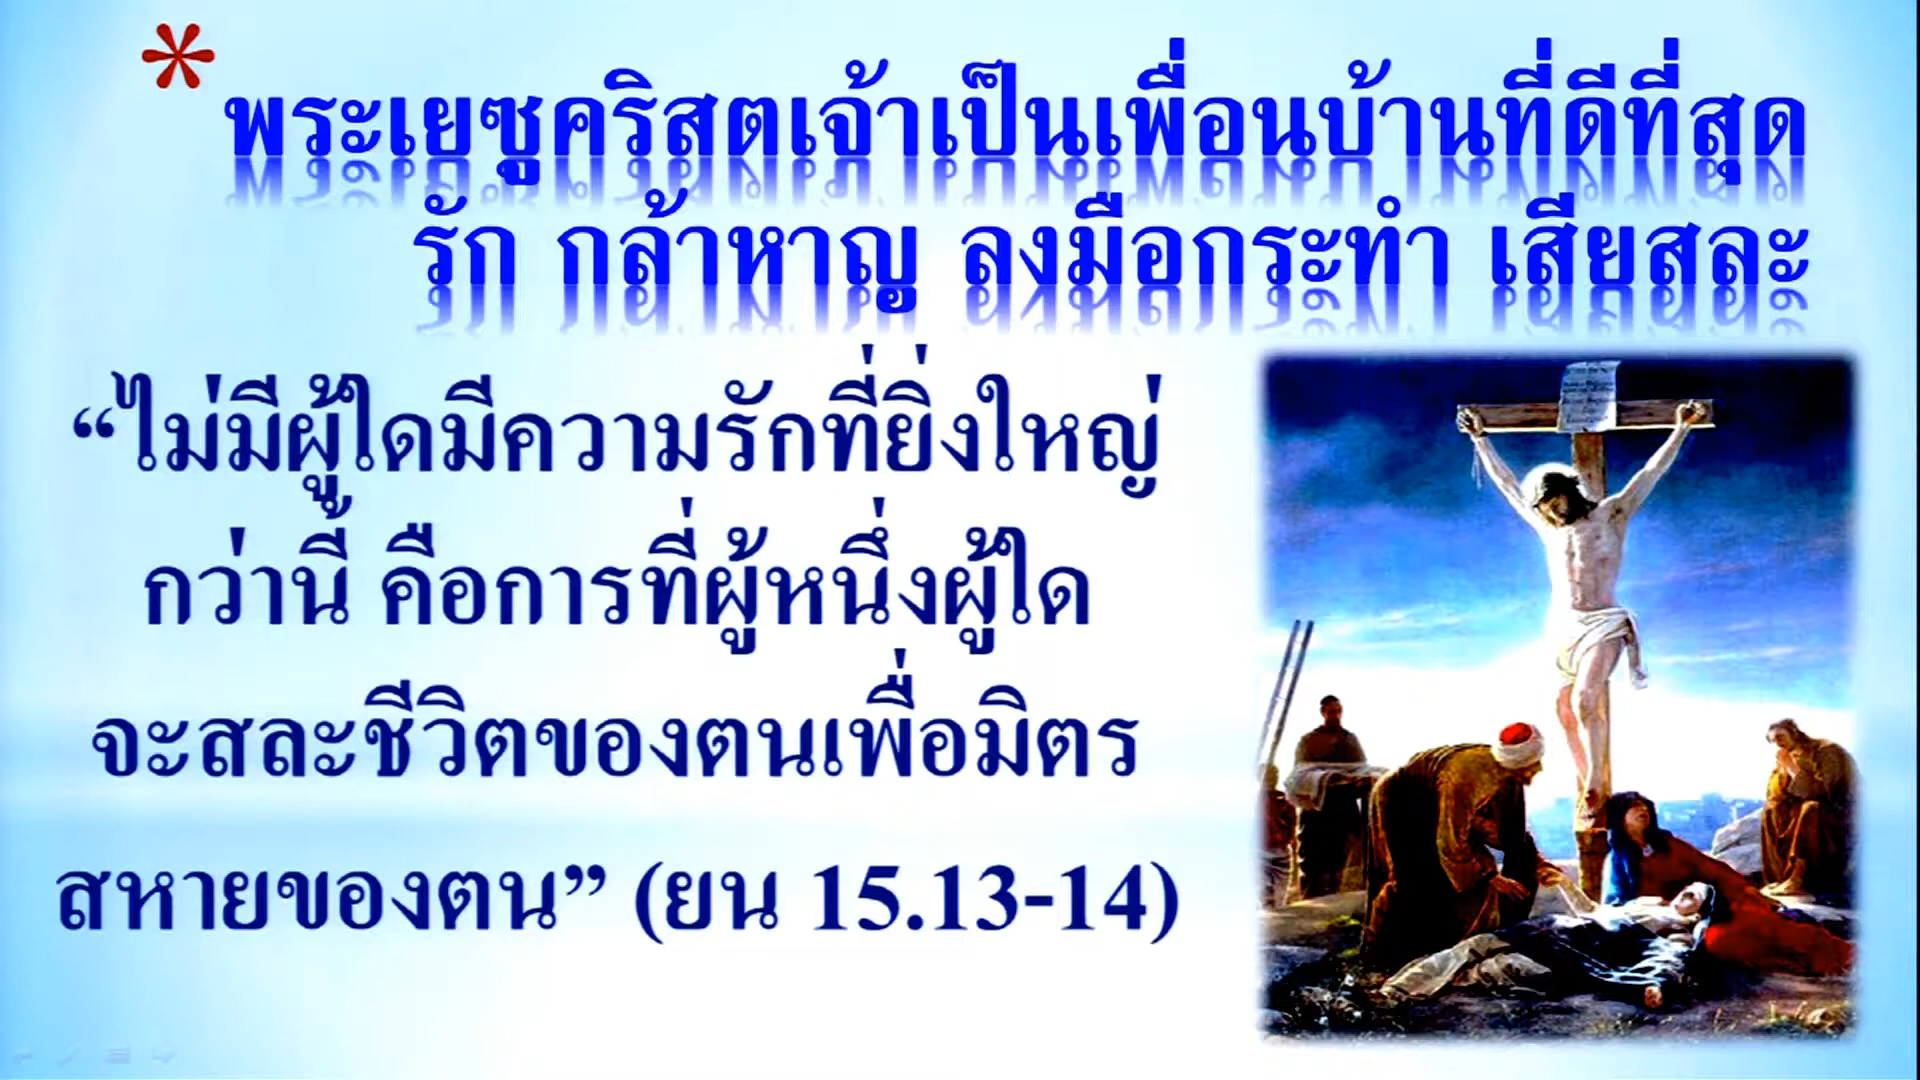 * พระเยซูคริสตเจ้าเป็นเพื่อนบ้านที่ดีที่สุด
รัก กล้าหาญ ลงมือกระทำ เสียสละ
“ไม่มีผู้ใดมีความรักที่ยิ่งใหญ่
กว่านี้ คือการที่ผู้หนึ่งผู้ใด
จะสละชีวิตของตนเพื่อมิตร
สหายของตน” (ยน 15.13-14)